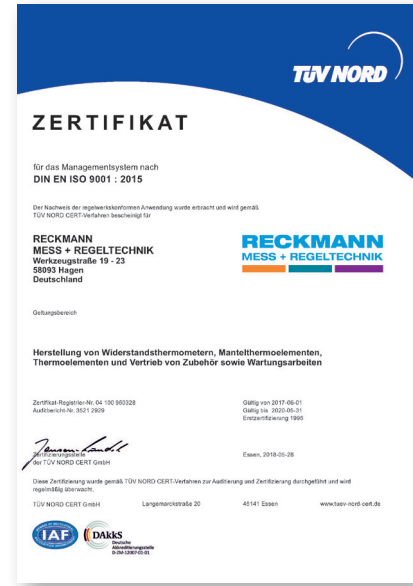 TÜV NORD
ZERTIFIKAT
für das Managementsystem nach
DIN EN ISO 9001 : 2015
Der Nachweis der regelwerkskonformen Anwendung wurde erbracht und wird gemäß
TÜV NORD CERT-Verfahren bescheinigt für
RECKMANN
MESS + REGELTECHNIK
Werkzeugstraße 19 - 23
58093 Hagen
Deutschland
RECKMANN
MESS + REGELTECHNIK
Geltungsbereich
Herstellung von Widerstandsthermometern, Mantelthermoelementen,
Thermoelementen und Vertrieb von Zubehör sowie Wartungsarbeiten
Zertifikat-Registrier-Nr. 04 100 950328
Auditbericht-Nr. 3521 2929
Gültig von 2017-06-01
Gültig bis 2020-05-31
Erstzertifizierung 1995
Zertifizierungsstelle
der TÜV NORD CERT GmbH
Essen, 2018-05-28
Diese Zertifizierung wurde gemäß TÜV NORD CERT-Verfahren zur Auditierung und Zertifizierung durchgeführt und wird
regelmäßig überwacht.
TÜV NORD CERT GmbH Langemarckstraße 20 45141 Essen www.tuev-nord-cert.de
IAF
DAkkS
Deutsche
Akkreditierungsstelle
D-ZM-12007-01-01